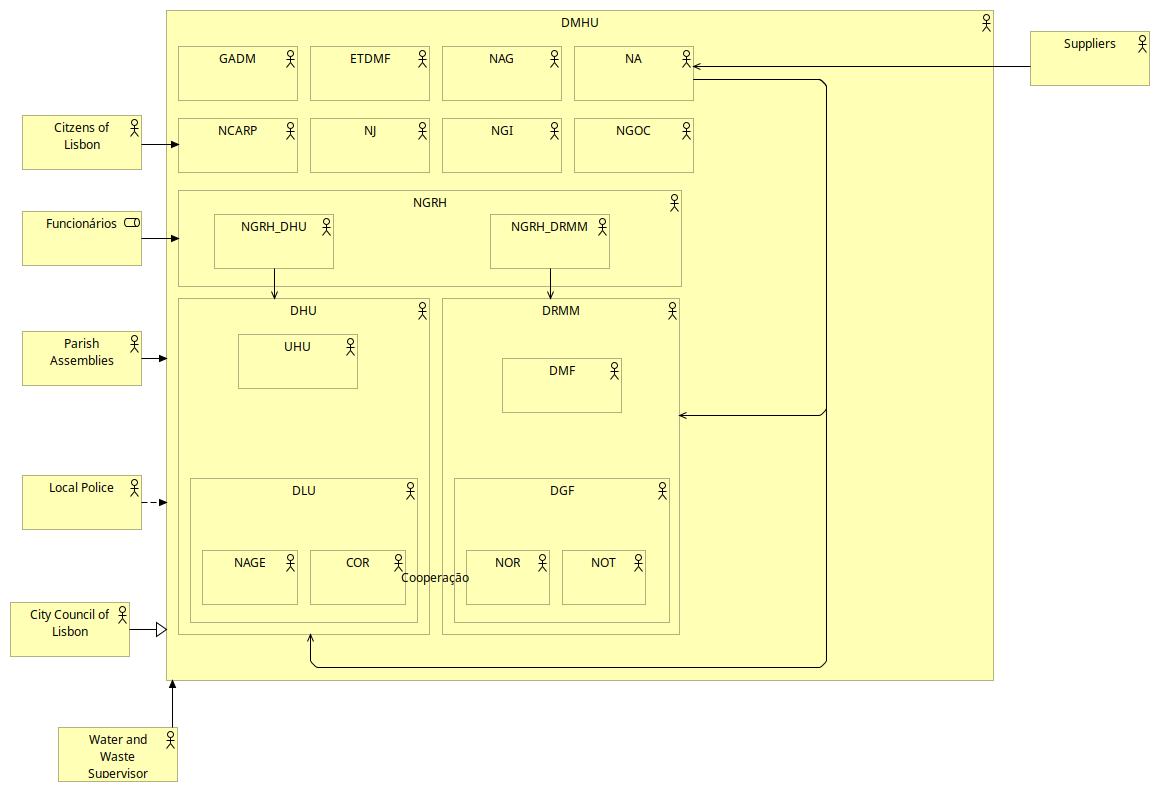 DMHU
GADM
ETDMF
NAG
NA
Suppliers
Citzens of
Lisbon
NCARP
NJ
NGI
NGOC
Funcionários
NGRH
NGRH_DHU
NGRH_DRMM
Parish
Assemblies
DHU
DRMM
UHU
DMF
Local Police
DLU
DGF
NAGE
COR
Cooperação
NOR
NOT
City Council of
Lisbon
Water and
Waste
Supervisor